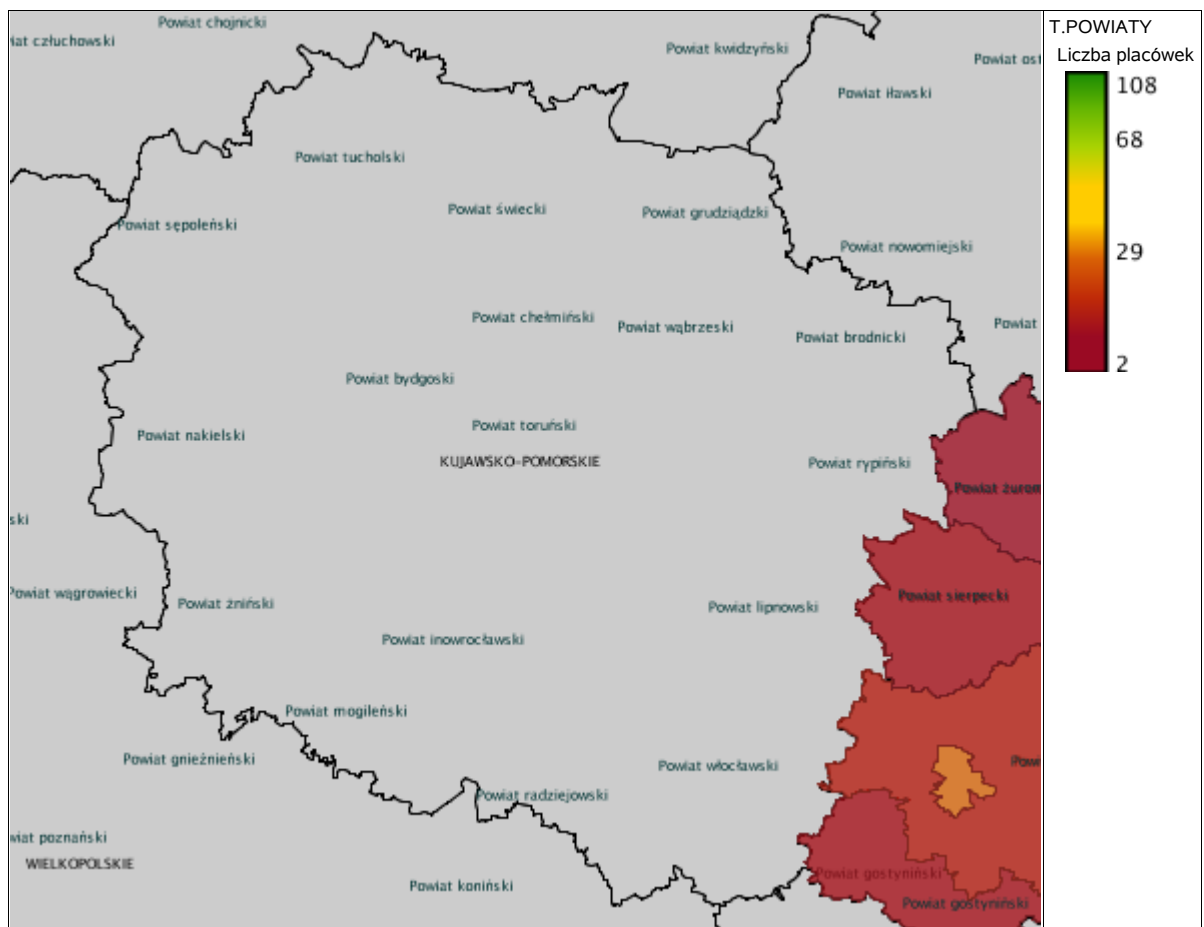 Powiat chojnicki
iat człuchowski
Powiat kwidzyński
Powiat ost
Powiat iławski
Powiat tucholski
Powiat świecki
Powiat grudziądzki
Powiat sępoleński
Powiat nowomiejski
Powiat chełmiński
Powiat wąbrzeski
Powiat
Powiat brodnicki
Powiat bydgoski
Powiat toruński
Powiat nakielski
KUJAWSKO-POMORSKIE
Powiat rypiński
Powiat żurom
ski
Powiat wągrowiecki
Powiat żniński
Powiat sierpecki
Powiat lipnowski
Powiat inowrocławski
Powiat mogileński
Powiat gnieźnieński
Powiat włocławski
Powi
Powiat radziejowski
wiat poznański
WIELKOPOLSKIE
Powiat gostyniński
Powiat koniński
Powiat gostyniński
T.POWIATY
Liczba placówek
108
68
29
2